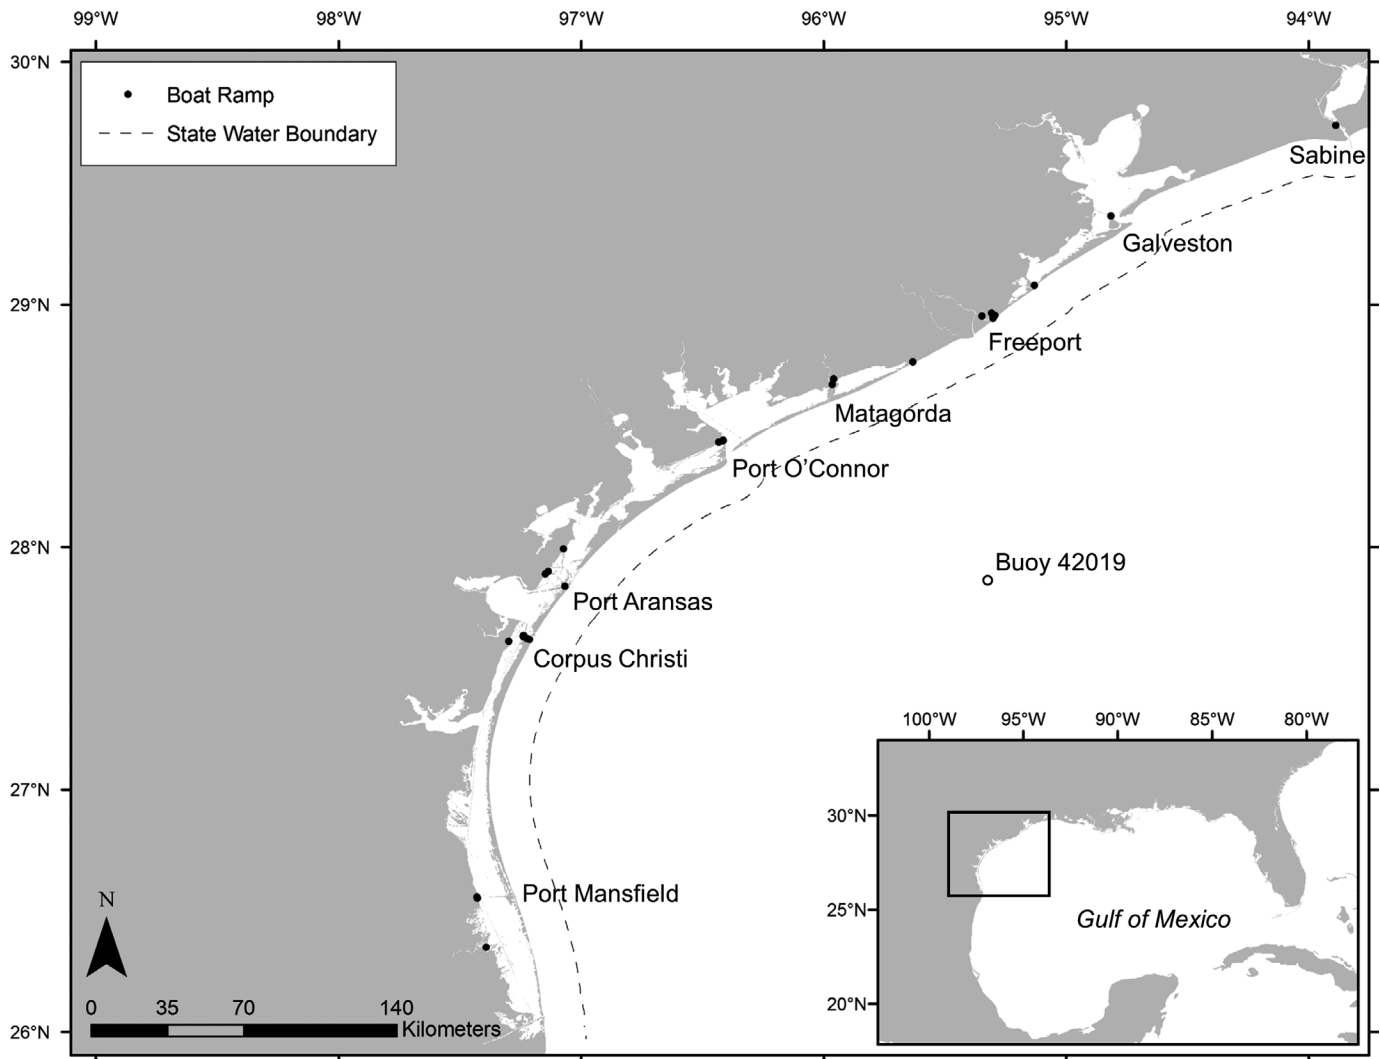 99°W 98°W 97°W 96°W 95°W 94°W
30°N
Boat Ramp
State Water Boundary
Sabine
Galveston
29°N
Freeport
Matagorda
Port O'Connor
28°N
Buoy 42019
Port Aransas
Corpus Christi
100°W 95°W 90°W 85°W 80°W
27°N
30°N
Port Mansfield
N
25°N
Gulf of Mexico
0 35 70 140
Kilometers
20°N
26°N